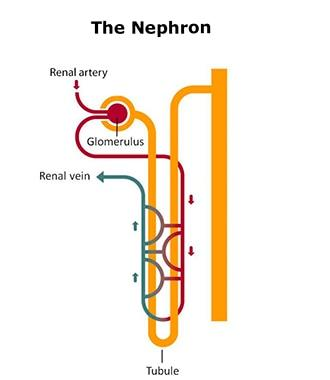 The Nephron
Renal artery
Glomerulus
Renal vein
Tubule